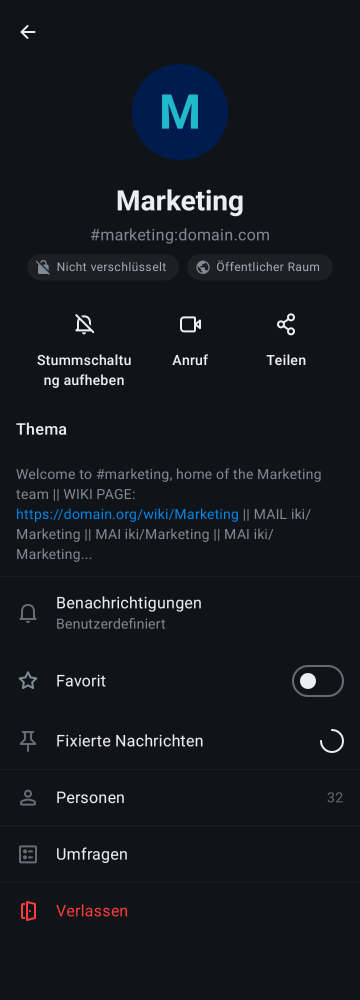 M
Marketing
#marketing:domain.com
Nicht verschlüsselt
Öffentlicher Raum
Stummschaltu
ng aufheben
Anruf
Teilen
Thema
Welcome to #marketing, home of the Marketing
team || WIKI PAGE:
https://domain.org/wiki/Marketing || MAIL iki/
Marketing || MAI iki/Marketing || MAI iki/
Marketing...
Benachrichtigungen
Benutzerdefiniert
Favorit
Fixierte Nachrichten
Personen
32
Umfragen
Verlassen